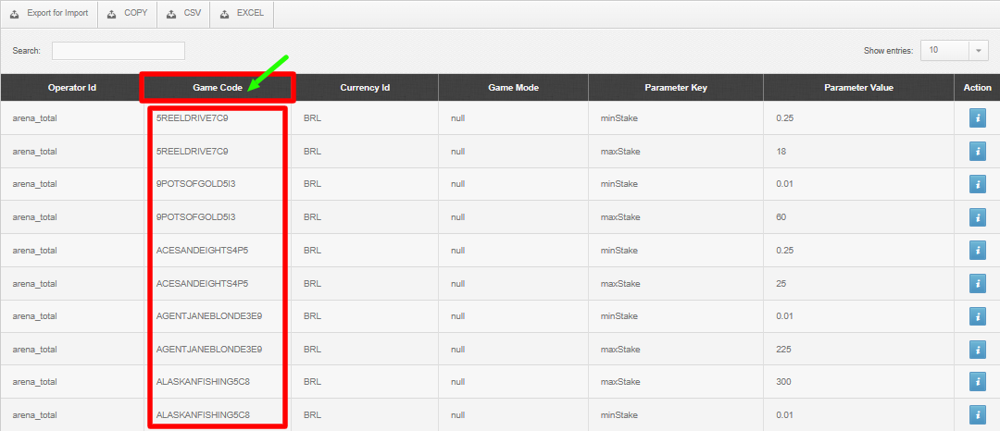 Export for Import COPY CSV EXCEL
Search: Show entries: 10
Operator Id Game Code Currency Id Game Mode Parameter Key Parameter Value Action
arena_total 5REELDRIVE7C9 BRL null minStake 0.25
arena_total 5REELDRIVE7C9 BRL null maxStake 18
arena_total 9POTSOFGOLD5I3 BRL null minStake 0.01
arena_total 9POTSOFGOLD5I3 BRL null maxStake 60
arena_total ACESANDEIGHTS4P5 BRL null minStake 0.25
arena_total ACESANDEIGHTS4P5 BRL null maxStake 25
arena_total AGENTJANEBLONDE3E9 BRL null minStake 0.01
arena_total AGENTJANEBLONDE3E9 BRL null maxStake 225
arena_total ALASKANFISHING5C8 BRL null maxStake 300
arena_total ALASKANFISHING5C8 BRL null minStake 0.01